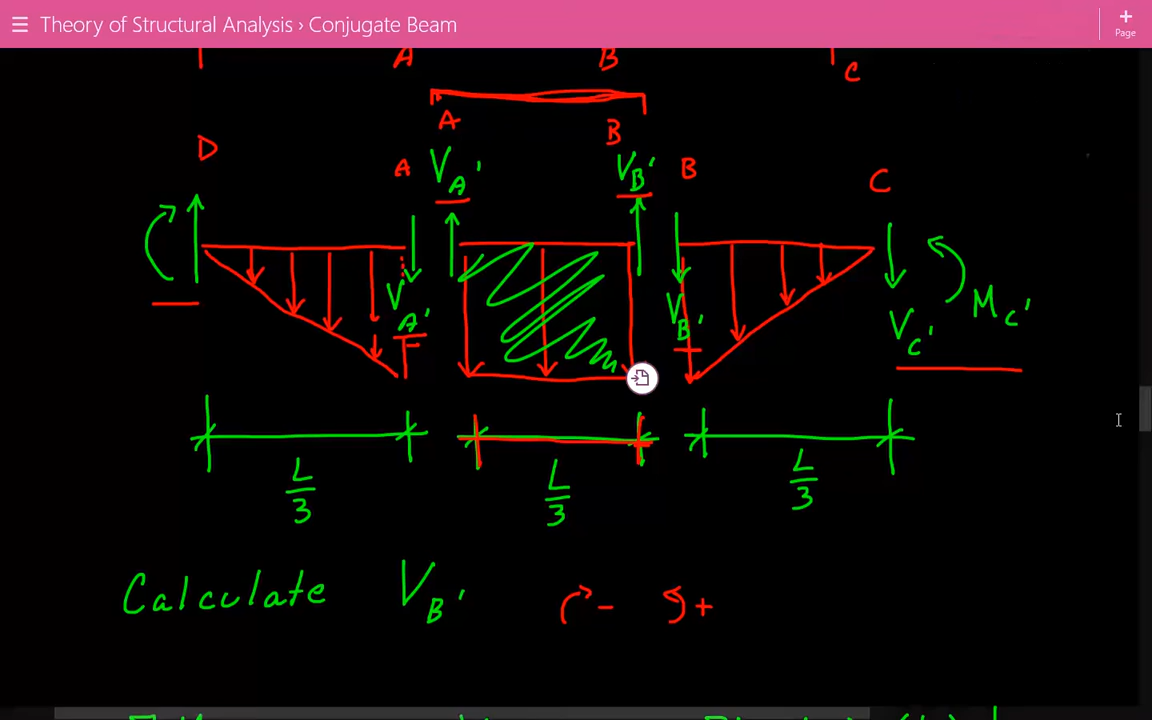 Theory of Structural Analysis › Conjugate Beam
+
Page
A B C
A B
D A V_A' V_B' B C
V_A' V_B' V_C' M_C'
L/3 L/3 L/3
Calculate V_B' - +